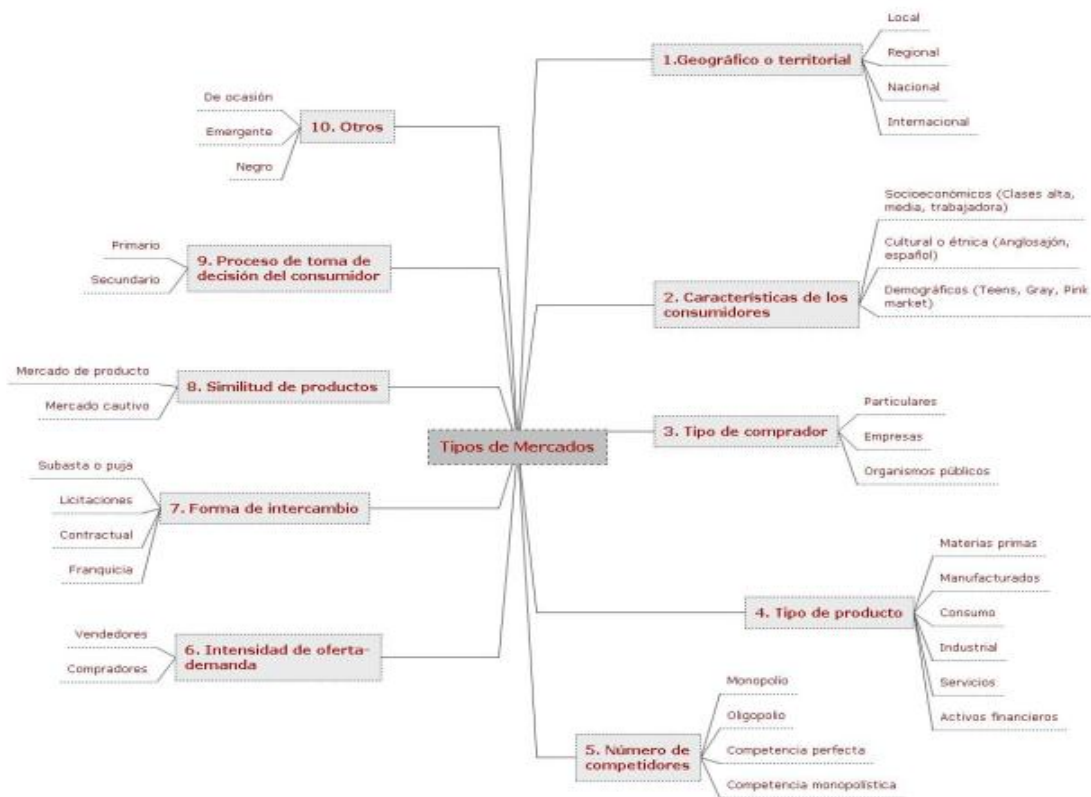 Tipos de Mercados
1.Geográfico o territorial
Local
Regional
Nacional
Internacional
2. Características de los
consumidores
Socioeconómicos (Clases alta,
media, trabajadora)
Cultural o étnica (Anglosajón,
español)
Demográficos (Teens, Gray, Pink
market)
3. Tipo de comprador
Particulares
Empresas
Organismos públicos
4. Tipo de producto
Materias primas
Manufacturados
Consumo
Industrial
Servicios
Activos financieros
5. Número de
competidores
Monopolio
Oligopolio
Competencia perfecta
Competencia monopolística
6. Intensidad de oferta-
demanda
Vendedores
Compradores
7. Forma de intercambio
Subasta o puja
Licitaciones
Contractual
Franquicia
8. Similitud de productos
Mercado de producto
Mercado cautivo
9. Proceso de toma de
decisión del consumidor
Primario
Secundario
10. Otros
De ocasión
Emergente
Negro